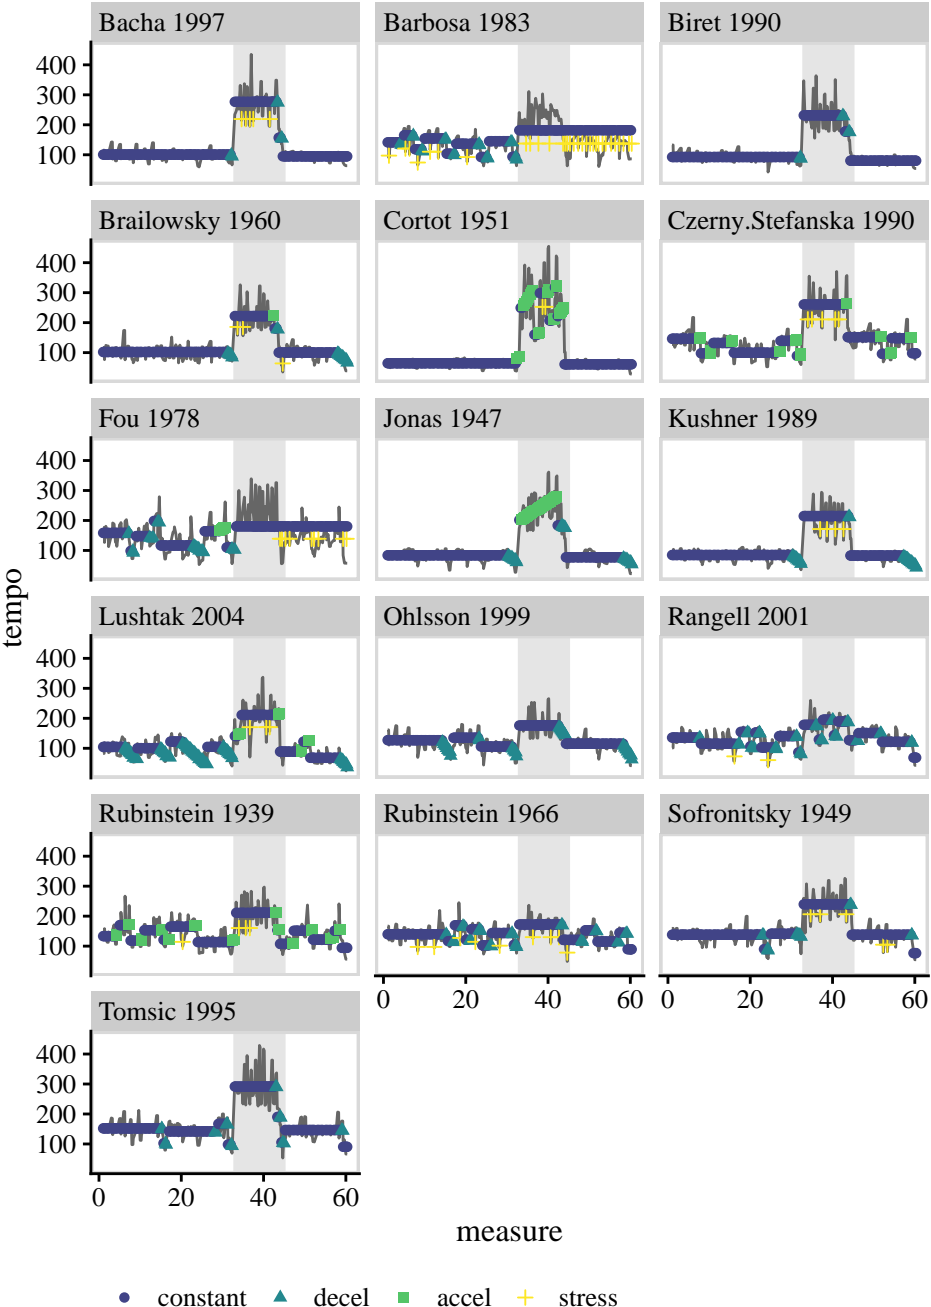 Bacha 1997 Barbosa 1983 Biret 1990
400
300
200
100
Brailowsky 1960 Cortot 1951 Czerny.Stefanska 1990
400
300
200
100
Fou 1978 Jonas 1947 Kushner 1989
400
300
200
100
tempo
Lushtak 2004 Ohlsson 1999 Rangell 2001
400
300
200
100
Rubinstein 1939 Rubinstein 1966 Sofronitsky 1949
400
300
200
100
0 20 40 60 0 20 40 60
Tomsic 1995
400
300
200
100
0 20 40 60
measure
constant decel accel stress